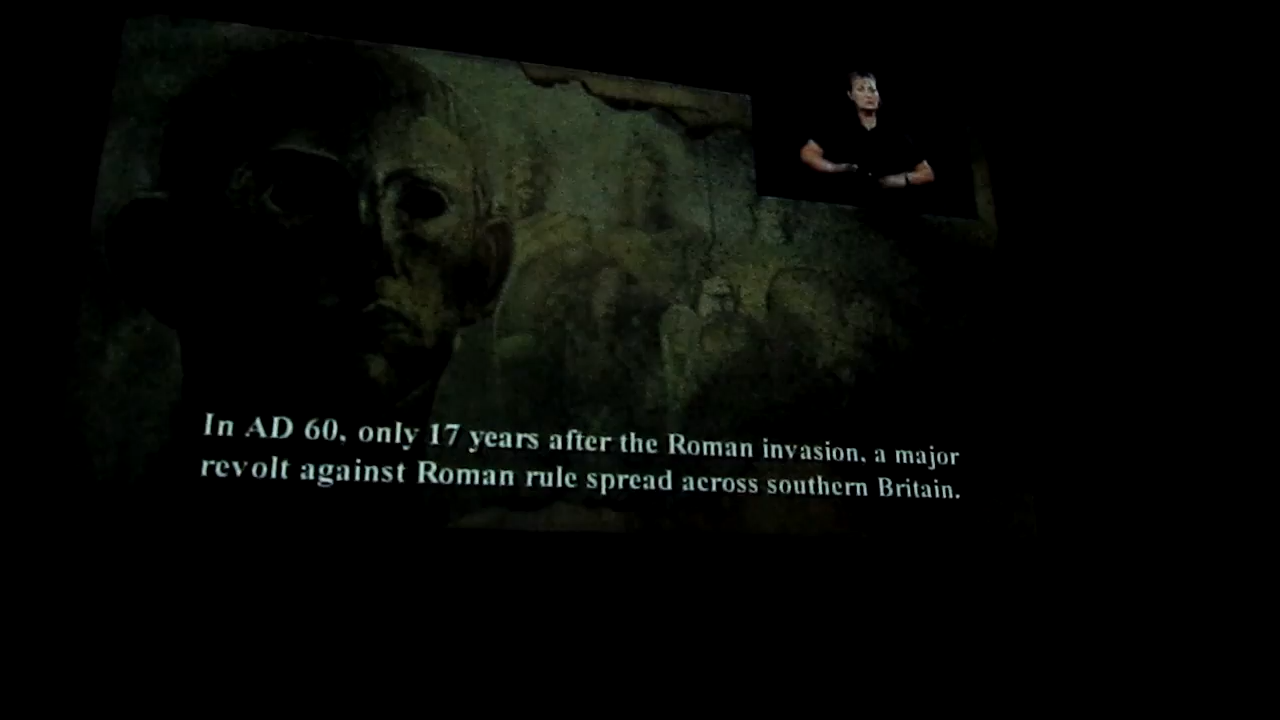 In AD 60, only 17 years after the Roman invasion, a major
revolt against Roman rule spread across southern Britain.